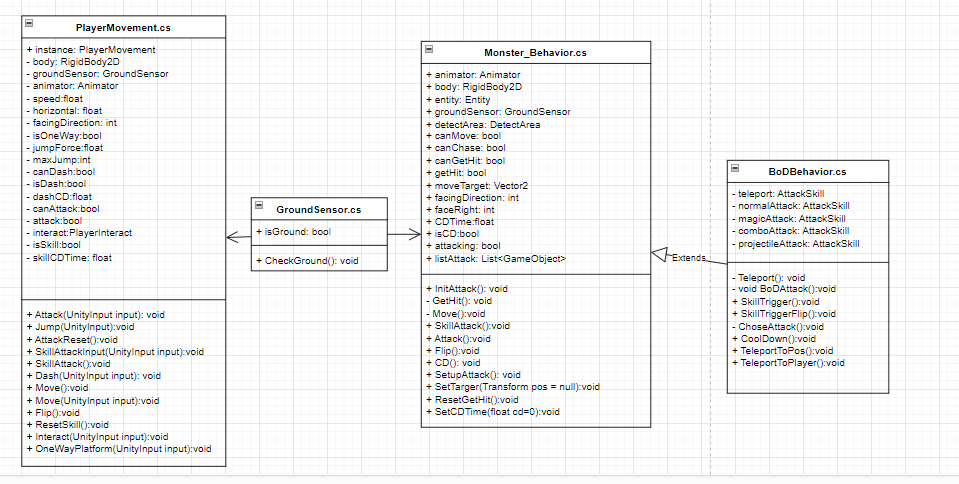 PlayerMovement.cs
+ instance: PlayerMovement
- body: RigidBody2D
- groundSensor: GroundSensor
- animator: Animator
- speed:float
- horizontal: float
- facingDirection: int
- isOneWay:bool
- jumpForce:float
- maxJump:int
- canDash:bool
- isDash:bool
- dashCD:float
- canAttack:bool
- attack:bool
- interact:PlayerInteract
- isSkill:bool
- skillCDTime: float
+ Attack(UnityInput input): void
+ Jump(UnityInput):void
+ AttackReset(): void
+ SkillAttackInput(UnityInput input):void
+ SkillAttack():void
+ Dash(UnityInput input): void
+ Move():void
+ Move(UnityInput input):void
+ Flip():void
+ ResetSkill():void
+ Interact(UnityInput input):void
+ OneWayPlatform(UnityInput input):void
GroundSensor.cs
+ isGround: bool
+ CheckGround(): void
Monster_Behavior.cs
+ animator: Animator
+ body: RigidBody2D
+ entity: Entity
+ groundSensor: GroundSensor
+ detectArea: DetectArea
+ canMove: bool
+ canChase: bool
+ canGetHit: bool
+ getHit: bool
+ moveTarget: Vector2
+ facingDirection: int
+ faceRight: int
+ CDTime:float
+ isCD:bool
+ attacking: bool
+ listAttack: List<GameObject>
+ InitAttack(): void
- GetHit(): void
- Move():void
+ SkillAttack():void
+ Attack():void
+ Flip():void
+ CD(): void
+ SetupAttack(): void
+ SetTarger(Transform pos = null):void
+ ResetGetHit():void
+ SetCDTime(float cd=0):void
Extends
BoDBehavior.cs
- teleport: AttackSkill
- normalAttack: AttackSkill
- magicAttack: AttackSkill
- comboAttack: AttackSkill
- projectileAttack: AttackSkill
- Teleport(): void
- void BoDAttack():void
+ SkillTrigger():void
+ SkillTriggerFlip():void
- ChoseAttack():void
+ CoolDown(): void
+ TeleportToPos():void
+ TeleportToPlayer():void